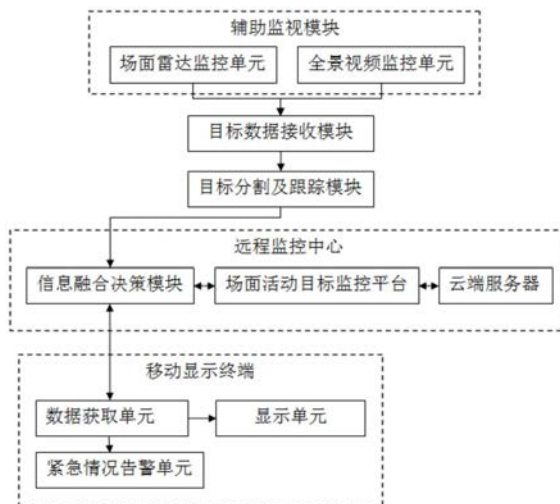 辅助监视模块
场面雷达监控单元
全景视频监控单元
目标数据接收模块
目标分割及跟踪模块
远程监控中心
信息融合决策模块
场面活动目标监控平台
云端服务器
移动显示终端
数据获取单元
显示单元
紧急情况告警单元